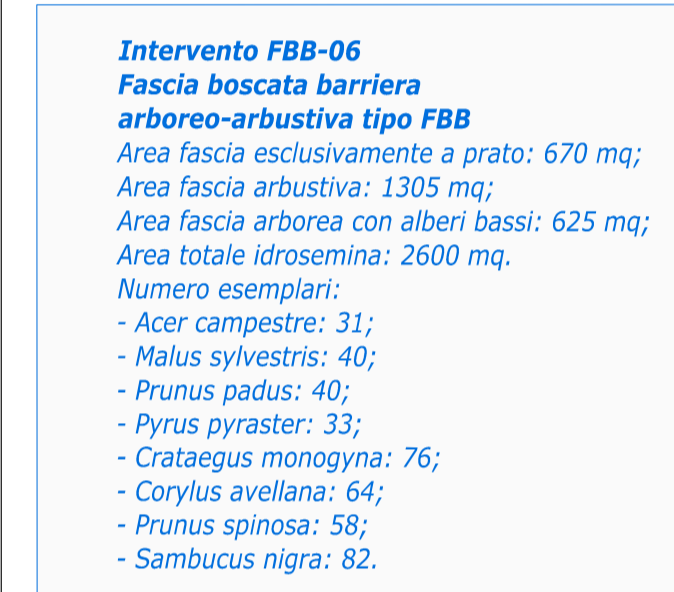 Intervento FBB-06
Fascia boscata barriera
arboreo-arbustiva tipo FBB
Area fascia esclusivamente a prato: 670 mq;
Area fascia arbustiva: 1305 mq;
Area fascia arborea con alberi bassi: 625 mq;
Area totale idrosemina: 2600 mq.
Numero esemplari:
- Acer campestre: 31;
- Malus sylvestris: 40;
- Prunus padus: 40;
- Pyrus pyraster: 33;
- Crataegus monogyna: 76;
- Corylus avellana: 64;
- Prunus spinosa: 58;
- Sambucus nigra: 82.